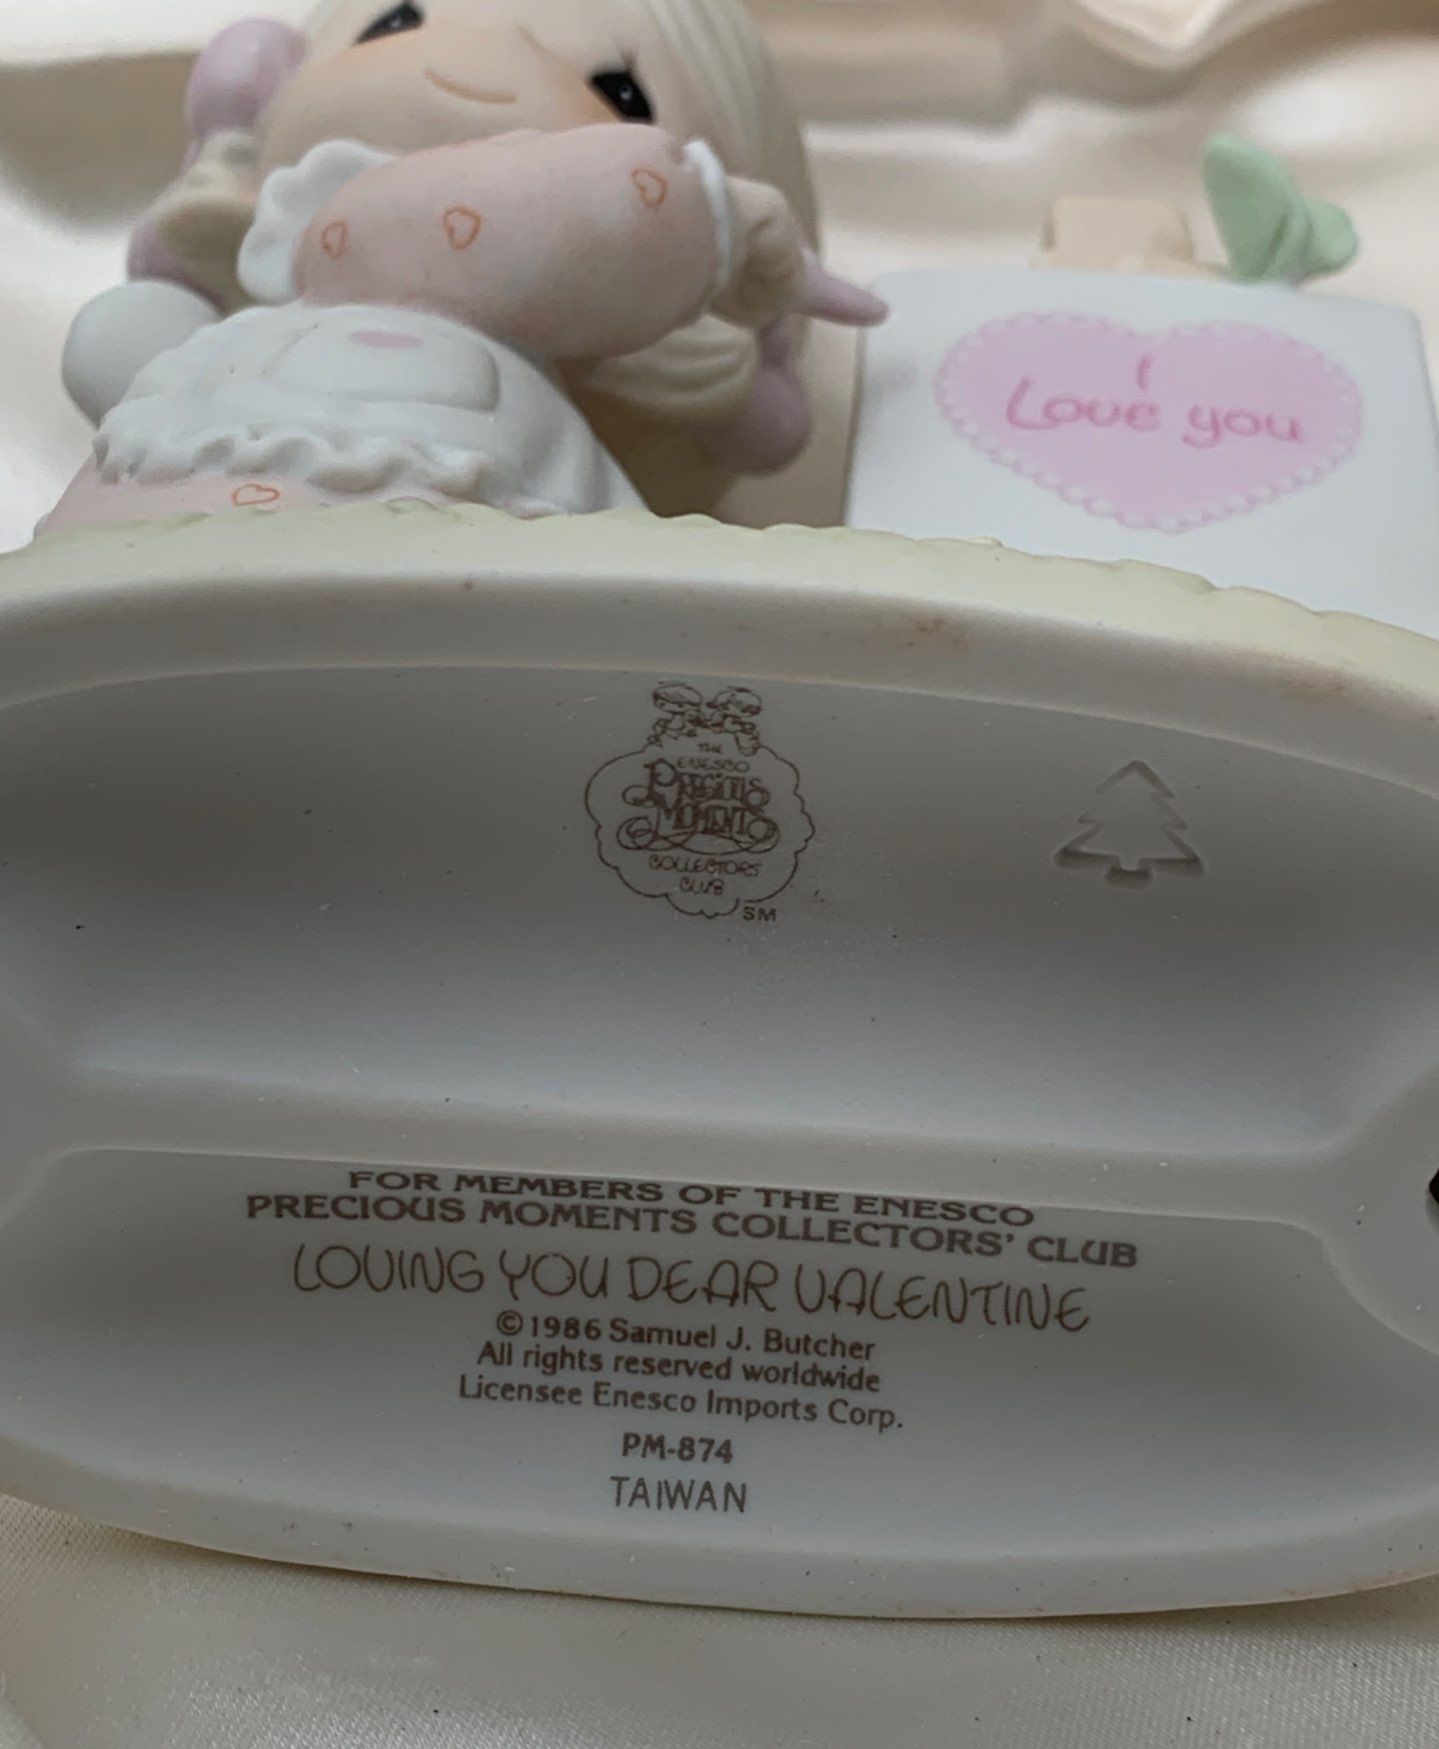 I
Love you
THE
ENESCO
PRECIOUS
MOMENTS
COLLECTORS
CLUB
SM
FOR MEMBERS OF THE ENESCO
PRECIOUS MOMENTS COLLECTORS' CLUB
LOVING YOU DEAR VALENTINE
©1986 Samuel J. Butcher
All rights reserved worldwide
Licensee Enesco Imports Corp.
PM-874
TAIWAN